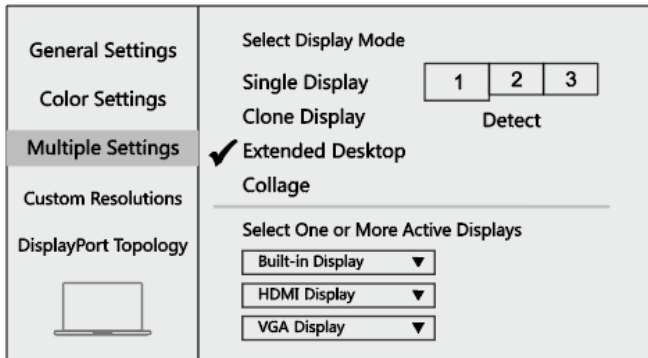 General Settings
Color Settings
Multiple Settings
Custom Resolutions
DisplayPort Topology
Select Display Mode
Single Display
Clone Display
✔ Extended Desktop
Collage
1 2 3
Detect
Select One or More Active Displays
Built-in Display ▼
HDMI Display ▼
VGA Display ▼